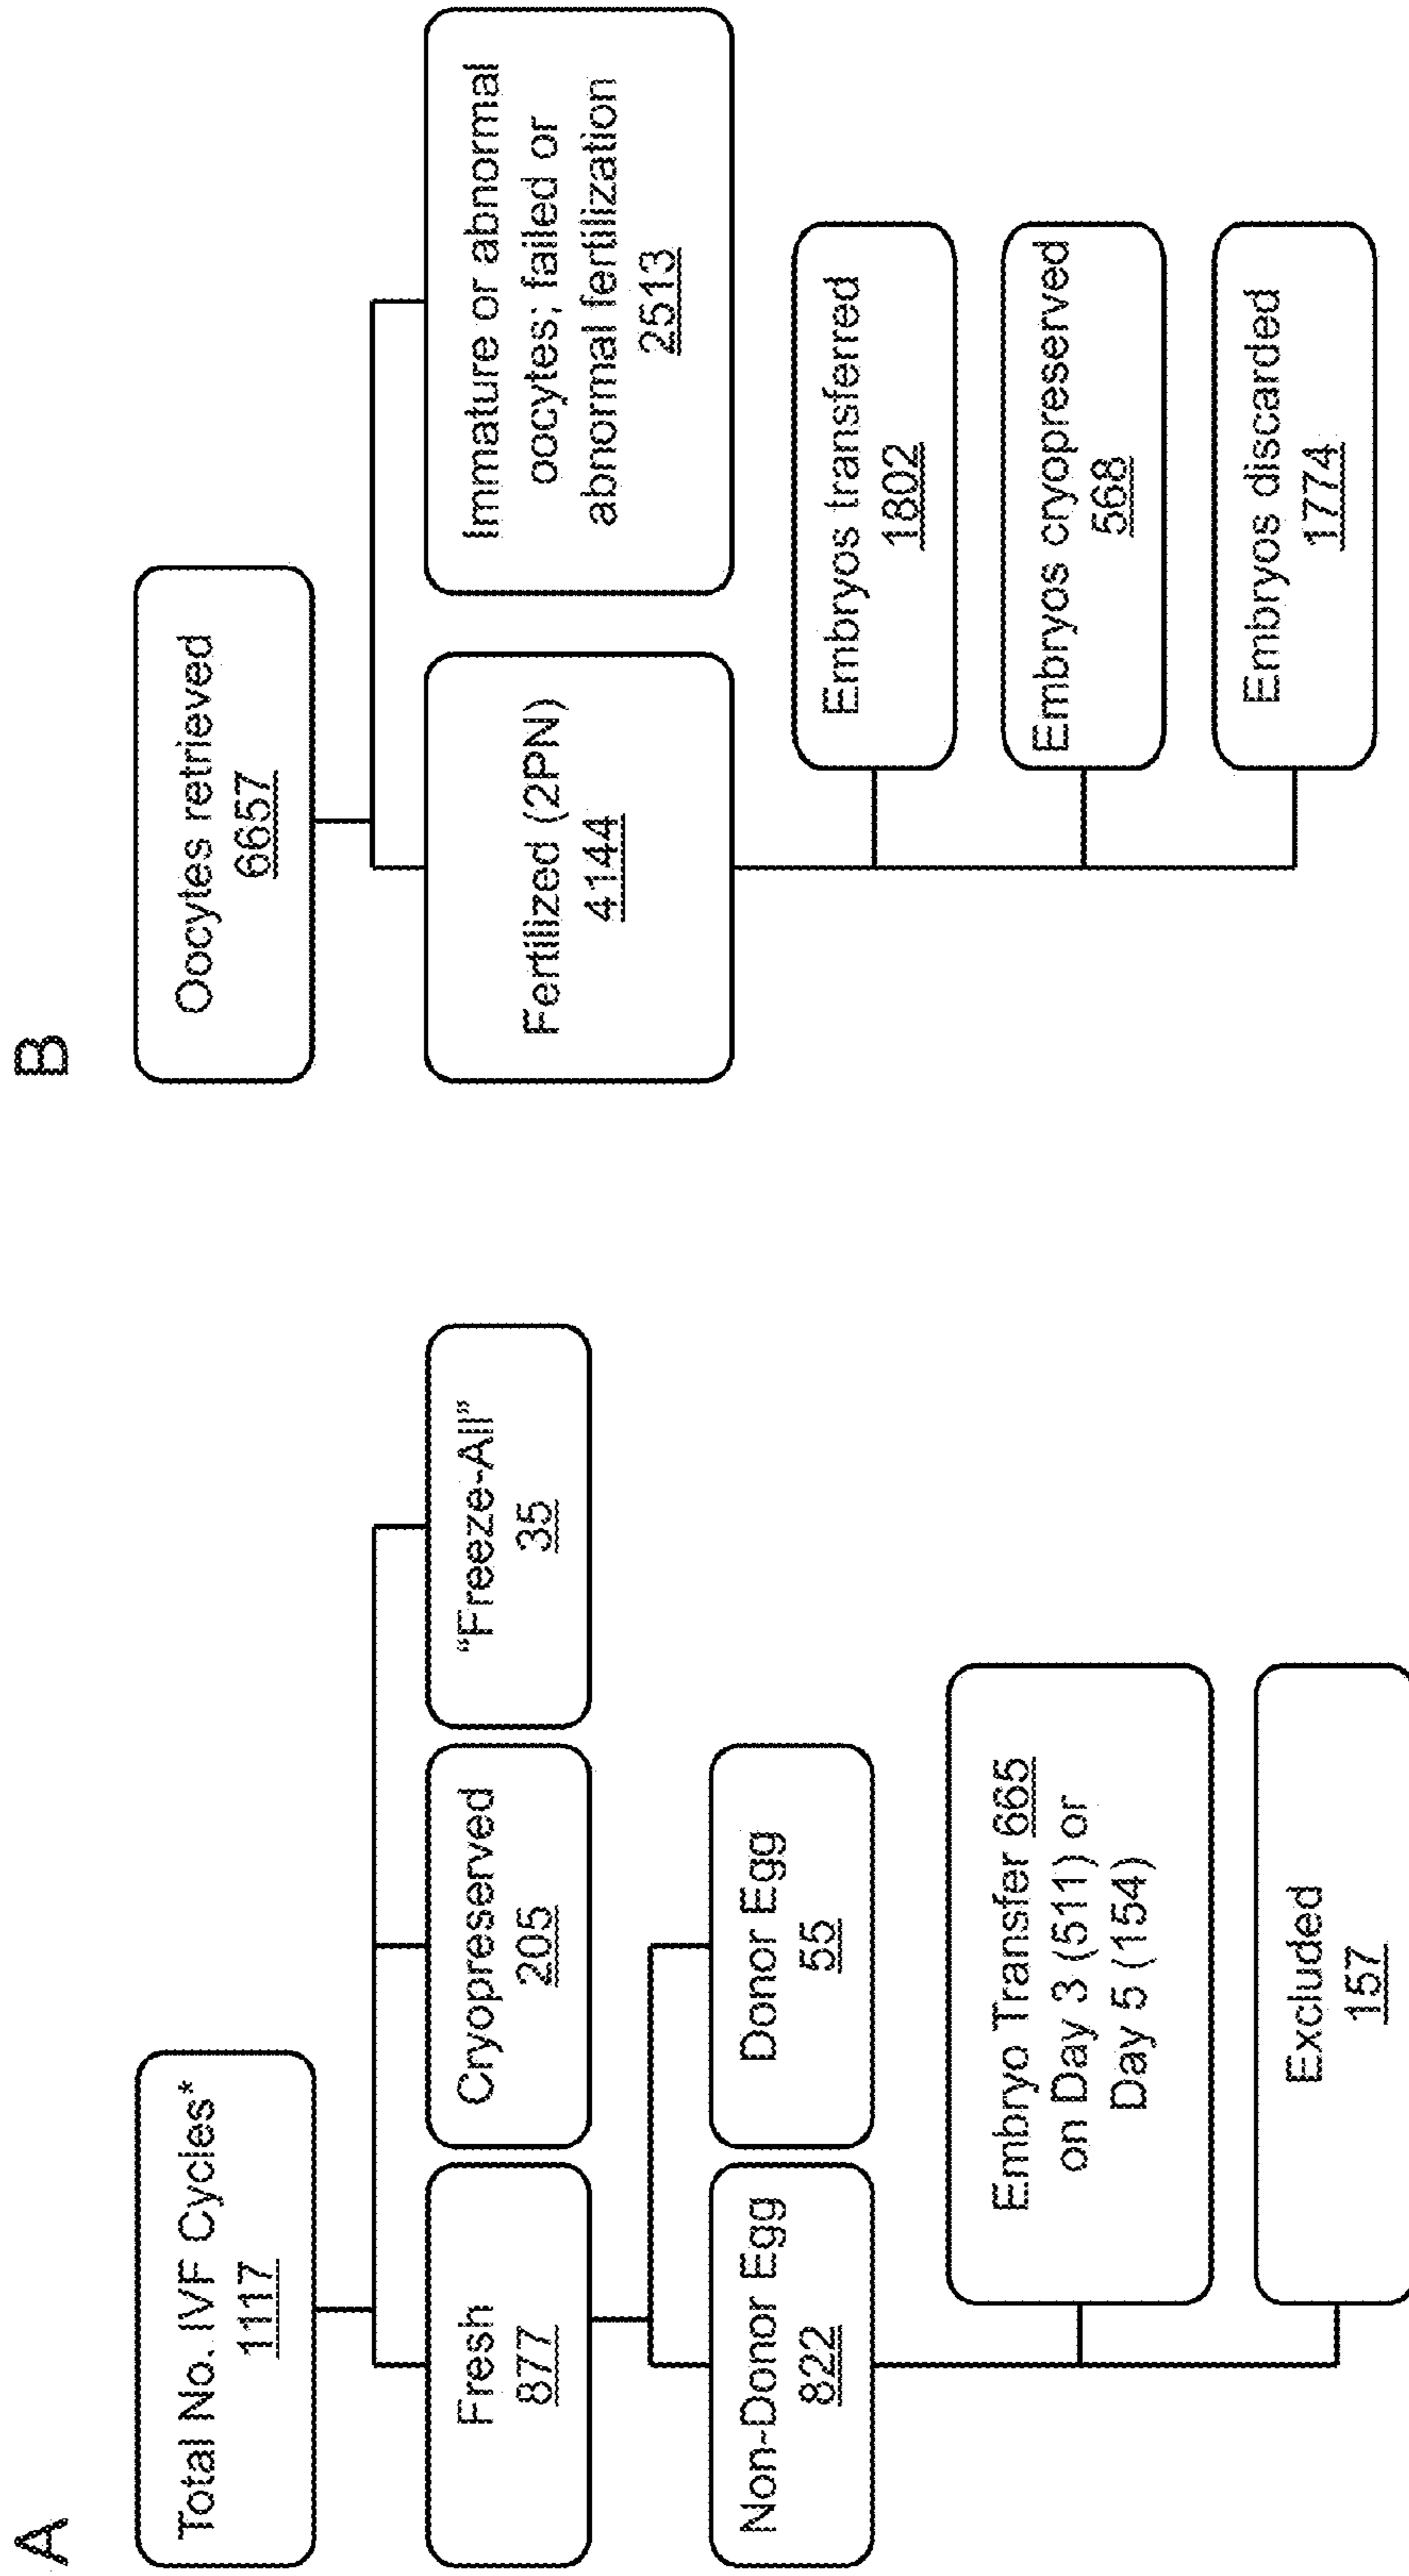 A
Total No. IVF Cycles*
1117
Fresh
877
Cryopreserved
205
“Freeze-All”
35
Non-Donor Egg
822
Donor Egg
55
Embryo Transfer 665
on Day 3 (511) or
Day 5 (154)
Excluded
157
B
Oocytes retrieved
6657
Fertilized (2PN)
4144
Immature or abnormal
oocytes; failed or
abnormal fertilization
2513
Embryos transferred
1802
Embryos cryopreserved
568
Embryos discarded
1774